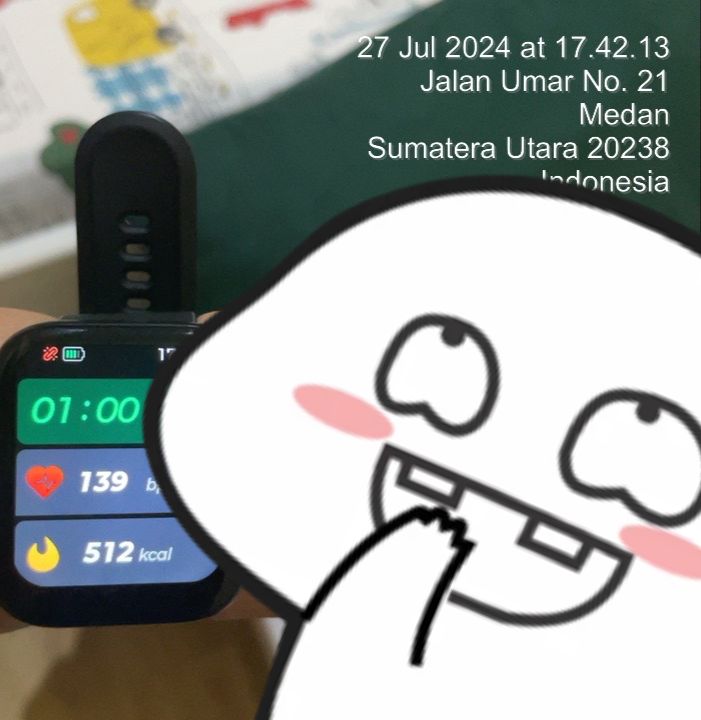 27 Jul 2024 at 17.42.13
Jalan Umar No. 21
Medan
Sumatera Utara 20238
Indonesia
01:00
139
512 kcal